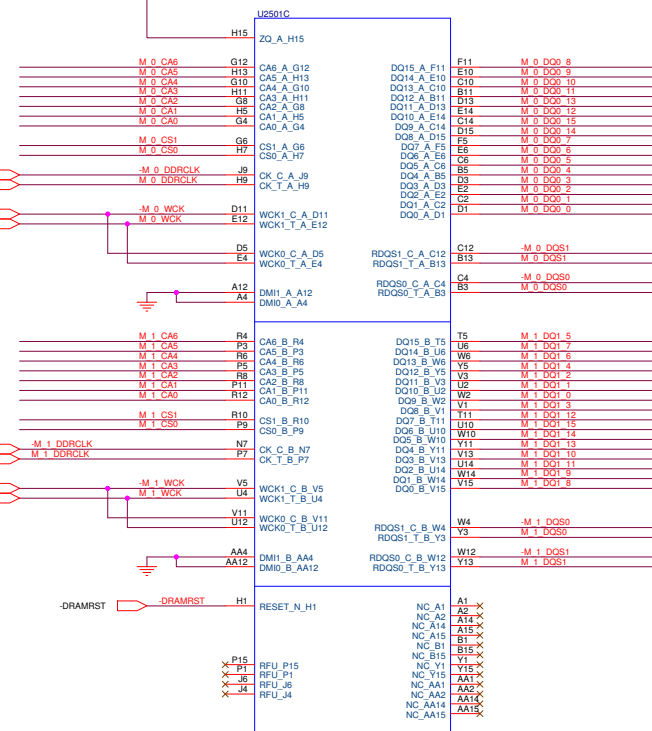 U2501C
H15 ZQ_A_H15
M_0_CA6 G12 CA6_A_G12 DQ15_A_F11 F11 M_0_DQ0_8
M_0_CA5 H13 CA5_A_H13 DQ14_A_E10 E10 M_0_DQ0_9
M_0_CA4 G10 CA4_A_G10 DQ13_A_C10 C10 M_0_DQ0_10
M_0_CA3 H11 CA3_A_H11 DQ12_A_B11 B11 M_0_DQ0_11
M_0_CA2 G8 CA2_A_G8 DQ11_A_D13 D13 M_0_DQ0_13
M_0_CA1 H5 CA1_A_H5 DQ10_A_E14 E14 M_0_DQ0_12
M_0_CA0 G4 CA0_A_G4 DQ9_A_C14 C14 M_0_DQ0_15
DQ8_A_D15 D15 M_0_DQ0_14
M_0_CS1 G6 CS1_A_G6 DQ7_A_F5 F5 M_0_DQ0_7
M_0_CS0 H7 CS0_A_H7 DQ6_A_E6 E6 M_0_DQ0_6
DQ5_A_C6 C6 M_0_DQ0_5
-M_0_DDRCLK J9 CK_C_A_J9 DQ4_A_B5 B5 M_0_DQ0_4
M_0_DDRCLK H9 CK_T_A_H9 DQ3_A_D3 D3 M_0_DQ0_3
DQ2_A_E2 E2 M_0_DQ0_2
DQ1_A_C2 C2 M_0_DQ0_1
-M_0_WCK D11 WCK1_C_A_D11 DQ0_A_D1 D1 M_0_DQ0_0
M_0_WCK E12 WCK1_T_A_E12
D5 WCK0_C_A_D5 RDQS1_C_A_C12 C12 -M_0_DQS1
E4 WCK0_T_A_E4 RDQS1_T_A_B13 B13 M_0_DQS1
RDQS0_C_A_C4 C4 -M_0_DQS0
A12 DMI1_A_A12 RDQS0_T_A_B3 B3 M_0_DQS0
A4 DMI0_A_A4
M_1_CA6 R4 CA6_B_R4 DQ15_B_T5 T5 M_1_DQ1_5
M_1_CA5 P3 CA5_B_P3 DQ14_B_U6 U6 M_1_DQ1_7
M_1_CA4 R6 CA4_B_R6 DQ13_B_W6 W6 M_1_DQ1_6
M_1_CA3 P5 CA3_B_P5 DQ12_B_Y5 Y5 M_1_DQ1_4
M_1_CA2 R8 CA2_B_R8 DQ11_B_V3 V3 M_1_DQ1_2
M_1_CA1 P11 CA1_B_P11 DQ10_B_U2 U2 M_1_DQ1_1
M_1_CA0 R12 CA0_B_R12 DQ9_B_W2 W2 M_1_DQ1_0
DQ8_B_V1 V1 M_1_DQ1_3
M_1_CS1 R10 CS1_B_R10 DQ7_B_T11 T11 M_1_DQ1_12
M_1_CS0 P9 CS0_B_P9 DQ6_B_U10 U10 M_1_DQ1_15
DQ5_B_W10 W10 M_1_DQ1_14
-M_1_DDRCLK N7 CK_C_B_N7 DQ4_B_Y11 Y11 M_1_DQ1_13
M_1_DDRCLK P7 CK_T_B_P7 DQ3_B_V13 V13 M_1_DQ1_10
DQ2_B_U14 U14 M_1_DQ1_11
DQ1_B_W14 W14 M_1_DQ1_9
-M_1_WCK V5 WCK1_C_B_V5 DQ0_B_V15 V15 M_1_DQ1_8
M_1_WCK U4 WCK1_T_B_U4
V11 WCK0_C_B_V11
U12 WCK0_T_B_U12 RDQS1_C_B_W4 W4 -M_1_DQS0
RDQS1_T_B_Y3 Y3 M_1_DQS0
AA4 DMI1_B_AA4 RDQS0_C_B_W12 W12 -M_1_DQS1
AA12 DMI0_B_AA12 RDQS0_T_B_Y13 Y13 M_1_DQS1
-DRAMRST -DRAMRST H1 RESET_N_H1 NC_A1 A1
NC_A2 A2
NC_A14 A14
NC_A15 A15
NC_B1 B1
NC_B15 B15
P15 RFU_P15 NC_Y1 Y1
P1 RFU_P1 NC_Y15 Y15
J6 RFU_J6 NC_AA1 AA1
J4 RFU_J4 NC_AA2 AA2
NC_AA14 AA14
NC_AA15 AA15